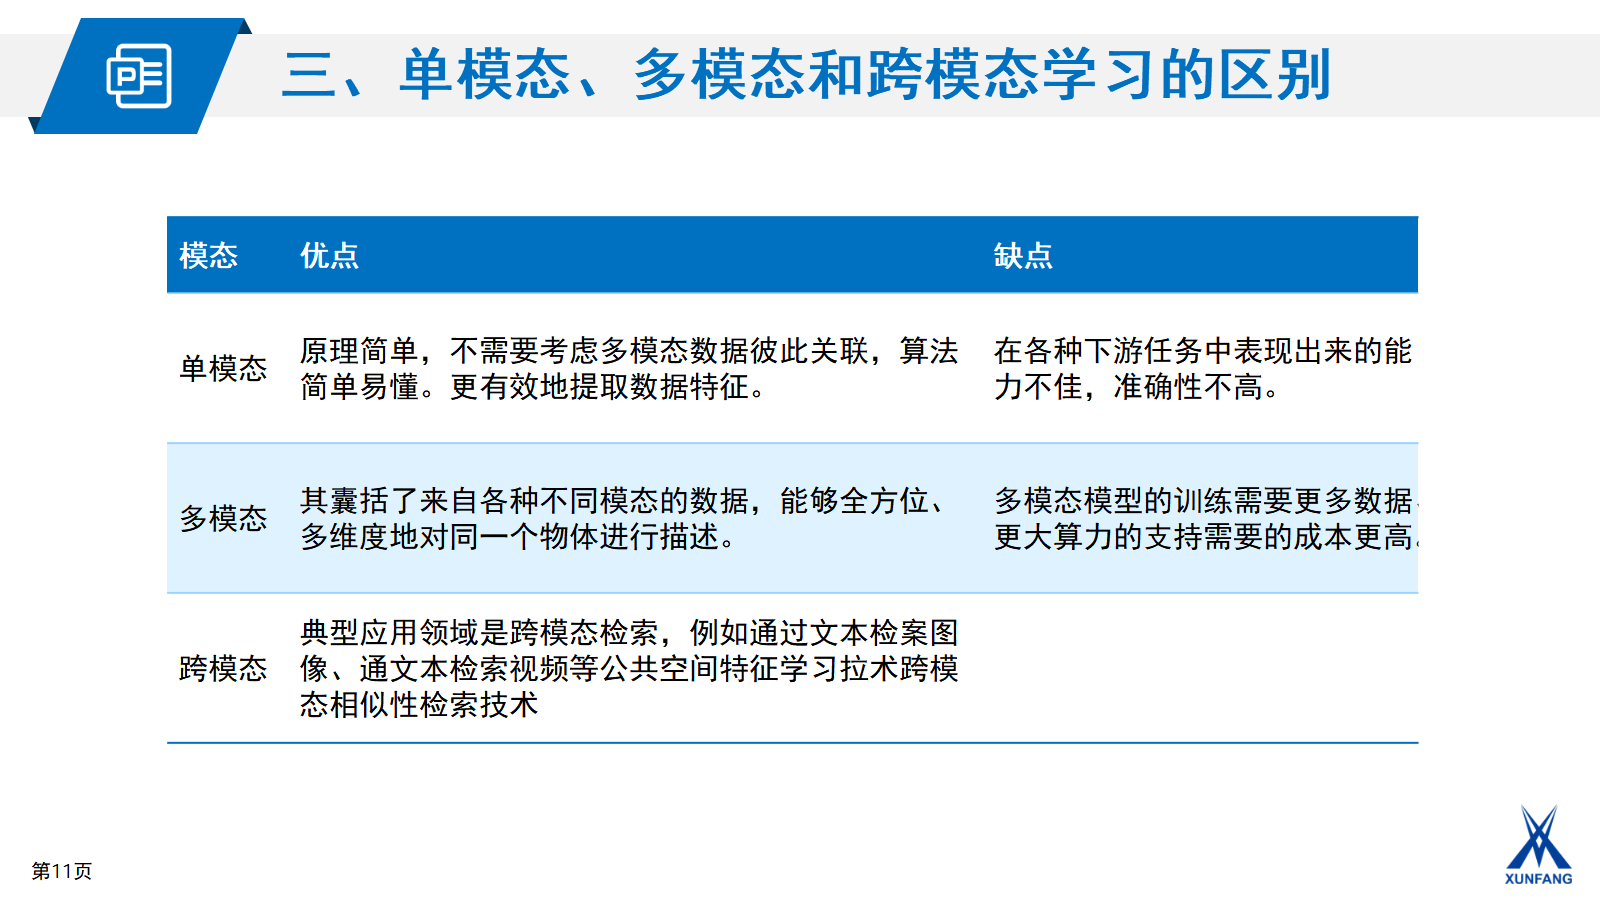 三、单模态、多模态和跨模态学习的区别
模态 优点 缺点
单模态
原理简单，不需要考虑多模态数据彼此关联，算法
简单易懂。更有效地提取数据特征。
在各种下游任务中表现出来的能
力不佳，准确性不高。
多模态
其囊括了来自各种不同模态的数据，能够全方位、
多维度地对同一个物体进行描述。
多模态模型的训练需要更多数据、
更大算力的支持需要的成本更高。
跨模态
典型应用领域是跨模态检索，例如通过文本检案图
像、通文本检索视频等公共空间特征学习拉术跨模
态相似性检索技术
第11页
XUNFANG